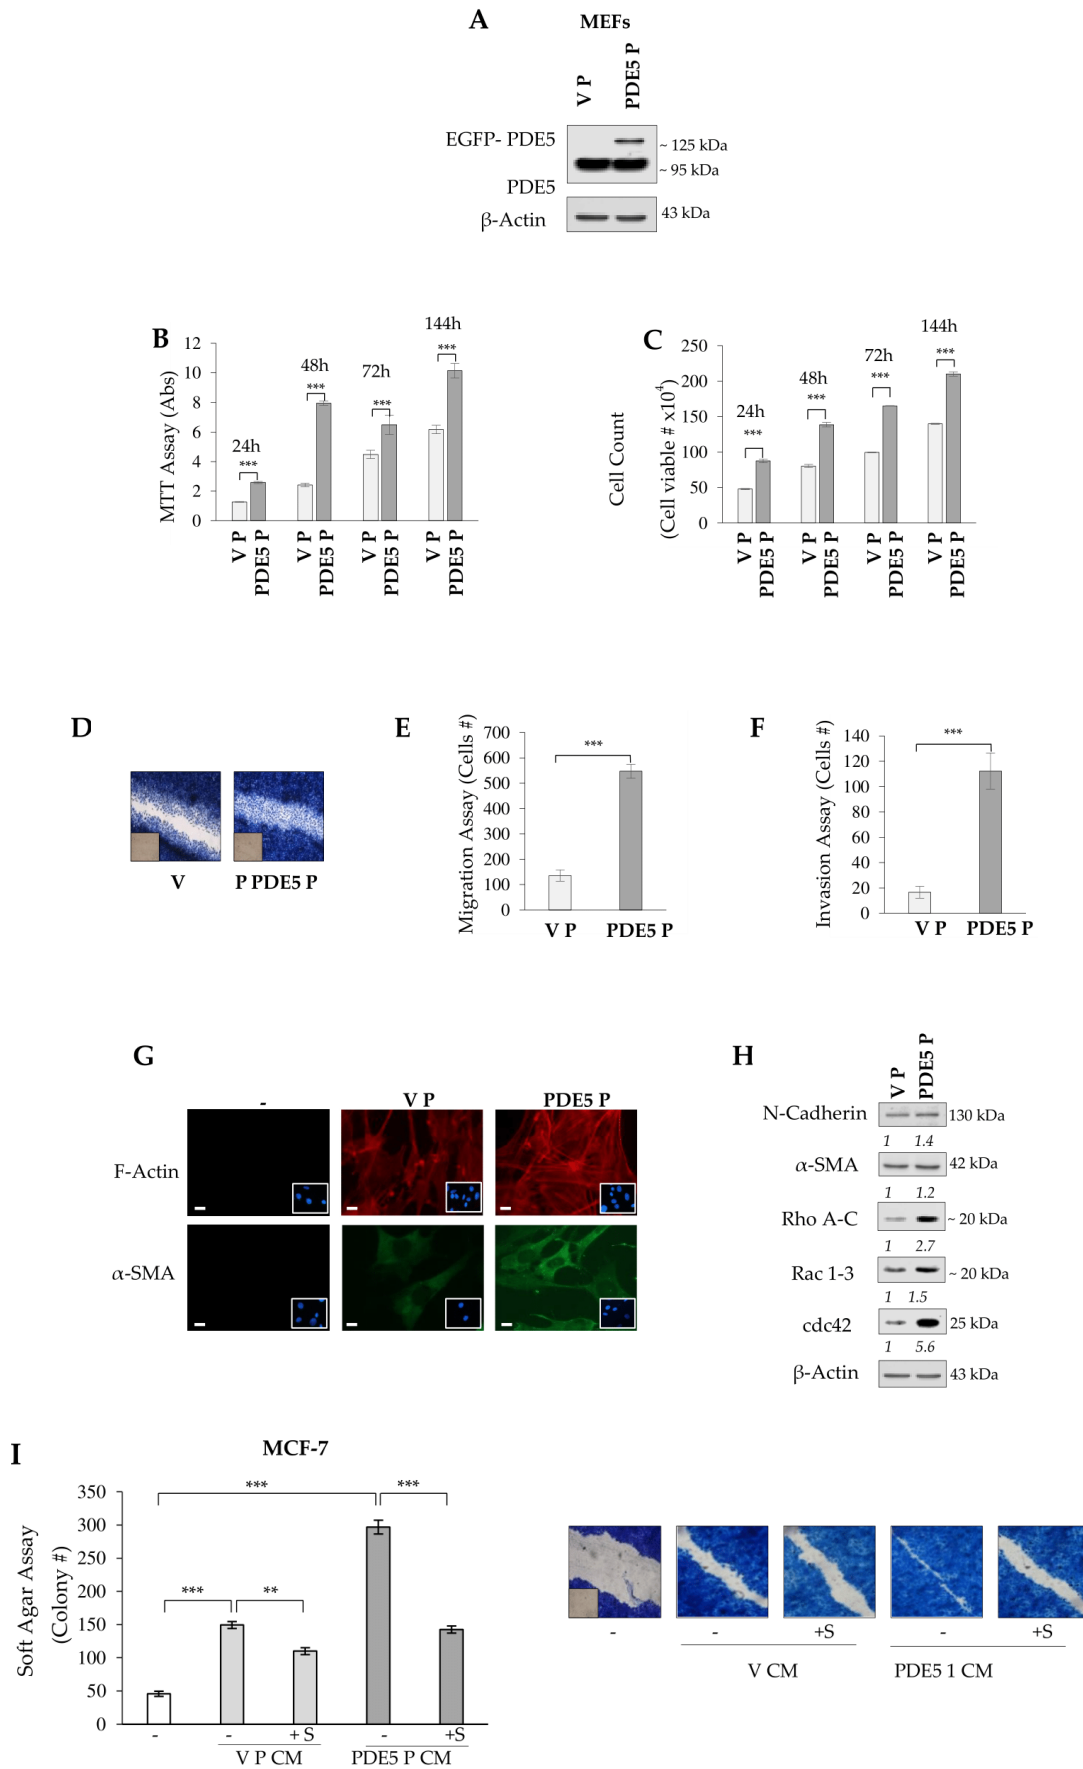 A
MEFs
V P
PDE5 P
EGFP- PDE5
~ 125 kDa
~ 95 kDa
PDE5
β-Actin
43 kDa
B
MTT Assay (Abs)
12
10
8
6
4
2
0
24h
***
48h
***
72h
***
144h
***
V P
PDE5 P
V P
PDE5 P
V P
PDE5 P
V P
PDE5 P
C
Cell Count
(Cell viable # x10⁴)
250
200
150
100
50
0
24h
***
48h
***
72h
***
144h
***
V P
PDE5 P
V P
PDE5 P
V P
PDE5 P
V P
PDE5 P
D
V
P PDE5 P
E
Migration Assay (Cells #)
700
600
500
400
300
200
100
0
***
V P
PDE5 P
F
Invasion Assay (Cells #)
140
120
100
80
60
40
20
0
***
V P
PDE5 P
G
-
V P
PDE5 P
F-Actin
α-SMA
H
V P
PDE5 P
N-Cadherin
130 kDa
1 1.4
α-SMA
42 kDa
1 1.2
Rho A-C
~ 20 kDa
1 2.7
Rac 1-3
~ 20 kDa
1 1.5
cdc42
25 kDa
1 5.6
β-Actin
43 kDa
I
MCF-7
Soft Agar Assay
(Colony #)
350
300
250
200
150
100
50
0
***
***
***
**
- - + S - +S
V P CM PDE5 P CM
- - +S - +S
V CM PDE5 1 CM